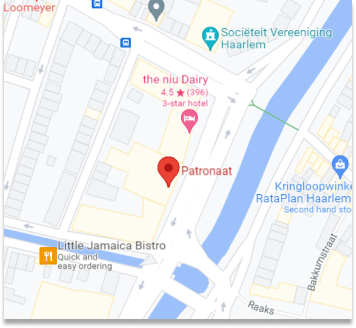 Loomeyer
Sociëteit Vereeniging
Haarlem
the niu Dairy
4.5 ★ (396)
3-star hotel
Patronaat
Kringloopwinke
RataPlan Haarlem
Second hand sto
Little Jamaica Bistro
Quick and
easy ordering
Bakkumstraat
Raaks